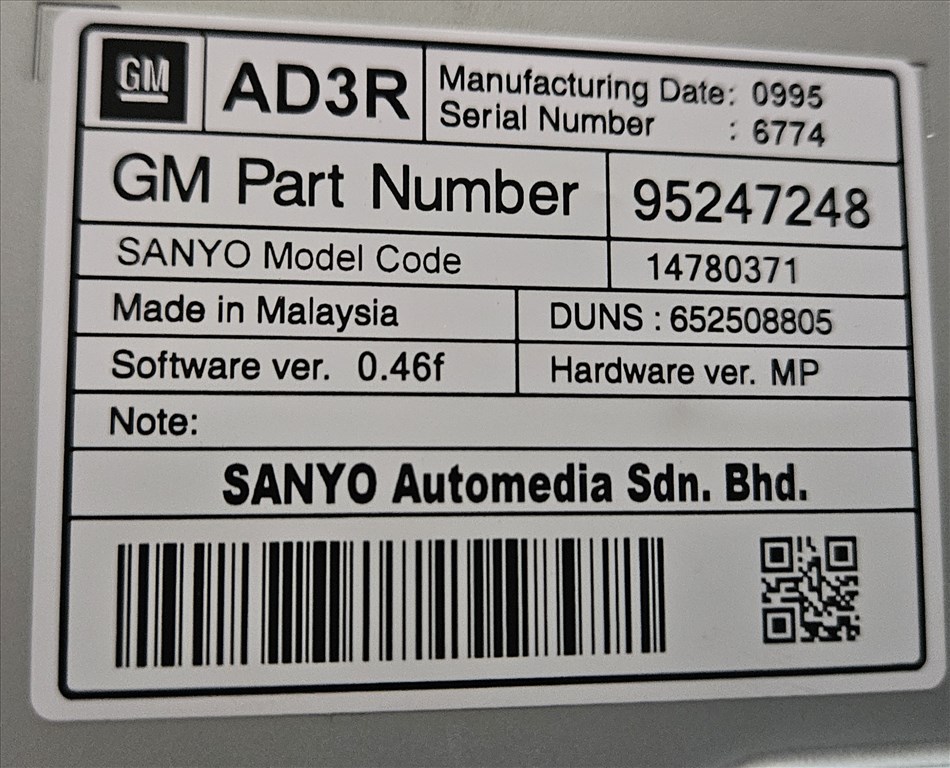 GM AD3R Manufacturing Date: 0995
Serial Number : 6774
GM Part Number 95247248
SANYO Model Code 14780371
Made in Malaysia DUNS : 652508805
Software ver. 0.46f Hardware ver. MP
Note:
SANYO Automedia Sdn. Bhd.